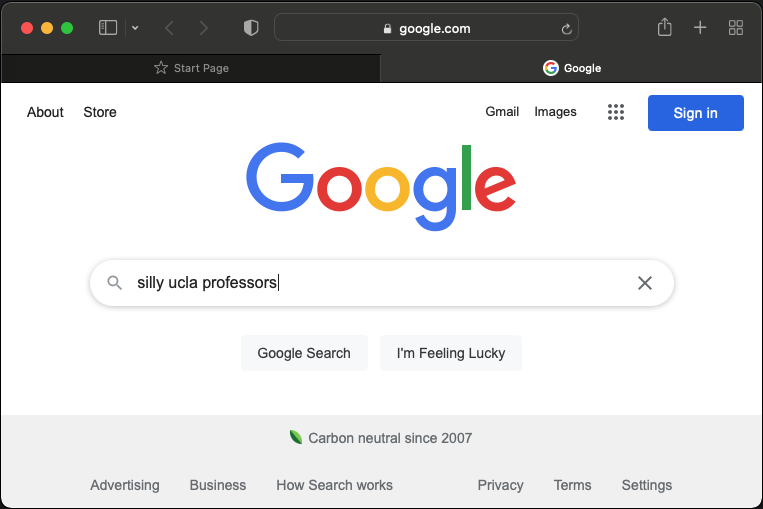 google.com
Start Page Google
About Store Gmail Images Sign in
Google
silly ucla professors
Google Search I'm Feeling Lucky
Carbon neutral since 2007
Advertising Business How Search works Privacy Terms Settings